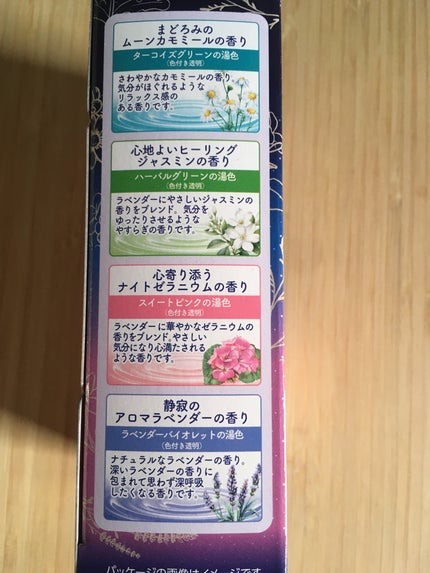 まどろみの
ムーンカモミールの香り
ターコイズグリーンの湯色
(色付き透明)
さわやかなカモミールの香り。
気分がほぐれるような
リラックス感の
ある香りです。
心地よいヒーリング
ジャスミンの香り
ハーバルグリーンの湯色
(色付き透明)
ラベンダーにやさしいジャスミンの
香りをブレンド。気分を
ゆったりさせるような
やすらぎの香りです。
心寄り添う
ナイトゼラニウムの香り
スイートピンクの湯色
(色付き透明)
ラベンダーに華やかなゼラニウムの
香りをブレンド。やさしい
気分になり心満たされる
ような香りです。
静寂の
アロマラベンダーの香り
ラベンダーバイオレットの湯色
(色付き透明)
ナチュラルなラベンダーの香り。
深いラベンダーの香りに
包まれて思わず深呼吸
したくなる香りです。
パッケージの画像はイメージです